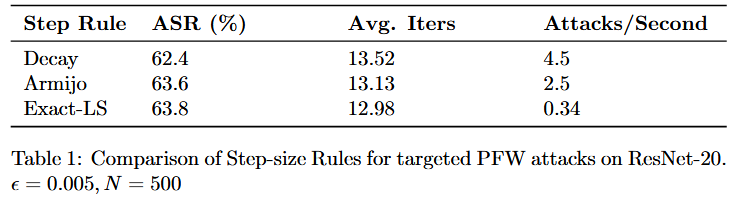 Step Rule ASR (%) Avg. Iters Attacks/Second
Decay 62.4 13.52 4.5
Armijo 63.6 13.13 2.5
Exact-LS 63.8 12.98 0.34
Table 1: Comparison of Step-size Rules for targeted PFW attacks on ResNet-20.
ϵ = 0.005, N = 500